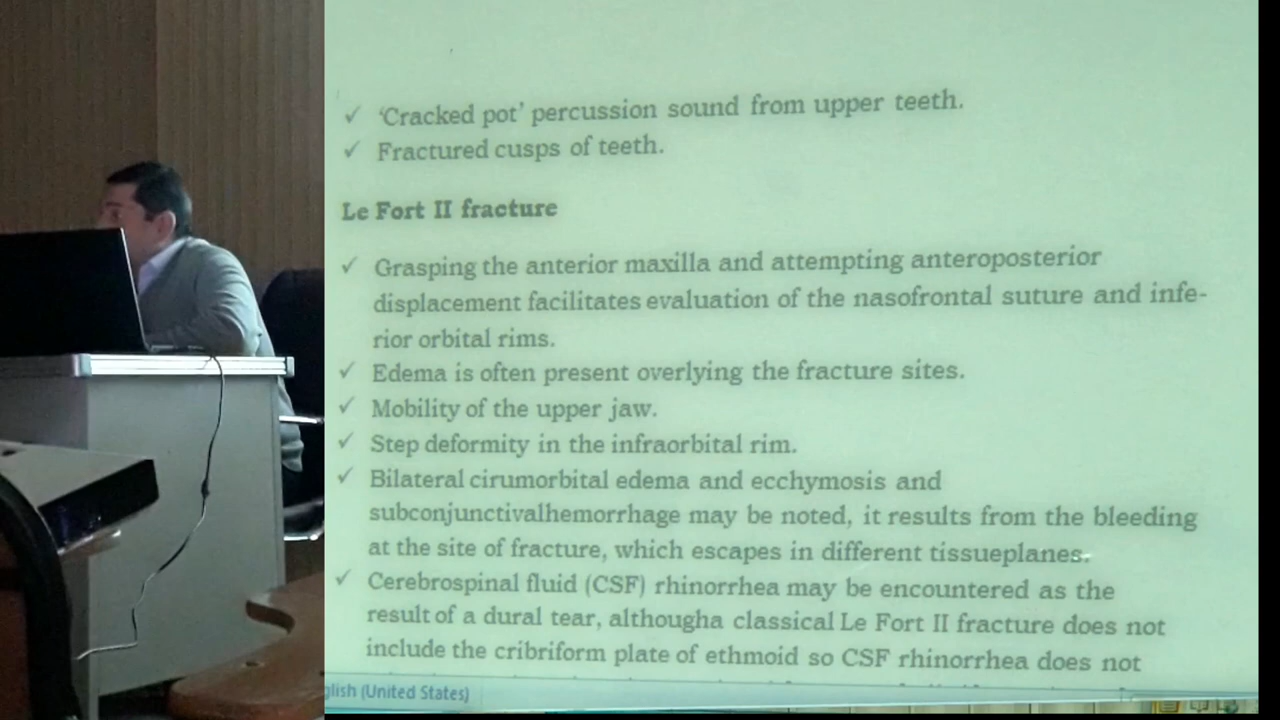 ✓ ‘Cracked pot’ percussion sound from upper teeth.
✓ Fractured cusps of teeth.
Le Fort II fracture
✓ Grasping the anterior maxilla and attempting anteroposterior
displacement facilitates evaluation of the nasofrontal suture and infe-
rior orbital rims.
✓ Edema is often present overlying the fracture sites.
✓ Mobility of the upper jaw.
✓ Step deformity in the infraorbital rim.
✓ Bilateral cirumorbital edema and ecchymosis and
subconjunctivalhemorrhage may be noted, it results from the bleeding
at the site of fracture, which escapes in different tissueplanes.
✓ Cerebrospinal fluid (CSF) rhinorrhea may be encountered as the
result of a dural tear, althougha classical Le Fort II fracture does not
include the cribriform plate of ethmoid so CSF rhinorrhea does not
glish (United States)